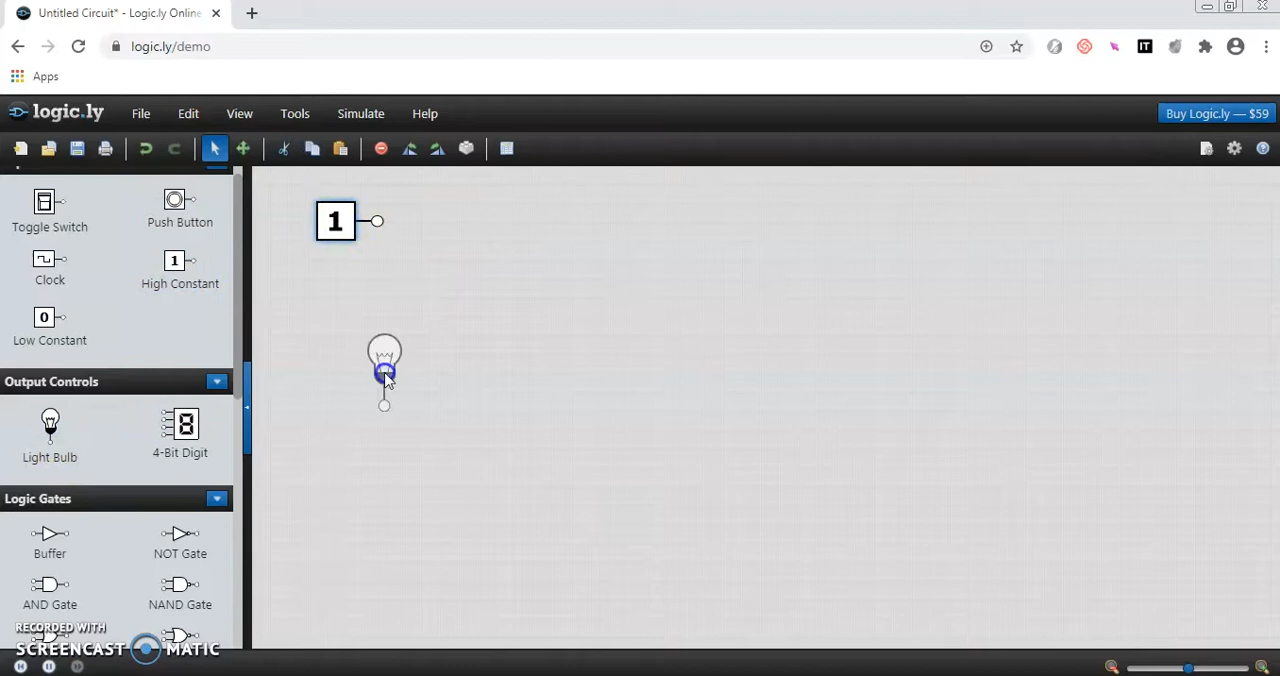 Untitled Circuit* - Logic.ly Online
logic.ly/demo
IT
Apps
logic.ly
File
Edit
View
Tools
Simulate
Help
Buy Logic.ly — $59
Toggle Switch
Push Button
Clock
1
High Constant
0
Low Constant
Output Controls
Light Bulb
8
4-Bit Digit
Logic Gates
Buffer
NOT Gate
AND Gate
NAND Gate
1
RECORDED WITH
SCREENCAST MATIC